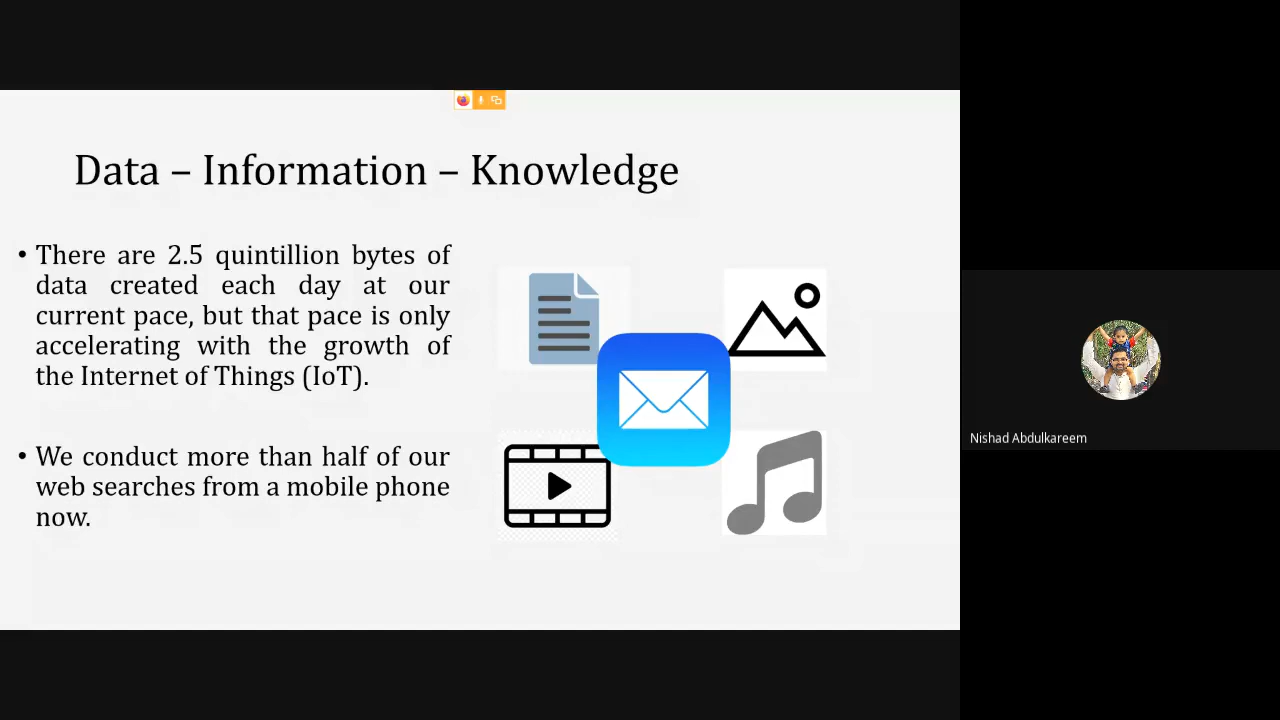 Data – Information – Knowledge
• There are 2.5 quintillion bytes of
data created each day at our
current pace, but that pace is only
accelerating with the growth of
the Internet of Things (IoT).
• We conduct more than half of our
web searches from a mobile phone
now.
Nishad Abdulkareem